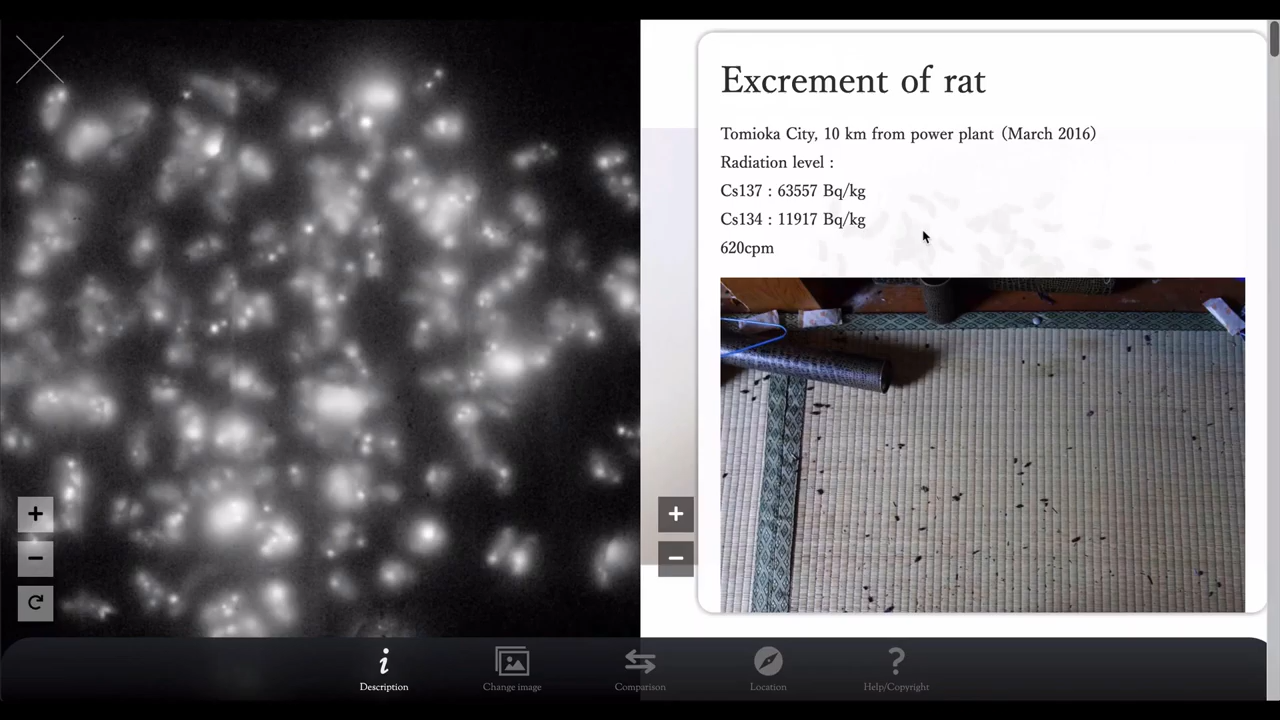 Excrement of rat
Tomioka City, 10 km from power plant (March 2016)
Radiation level :
Cs137 : 63557 Bq/kg
Cs134 : 11917 Bq/kg
620cpm
Description
Change image
Comparison
Location
Help/Copyright